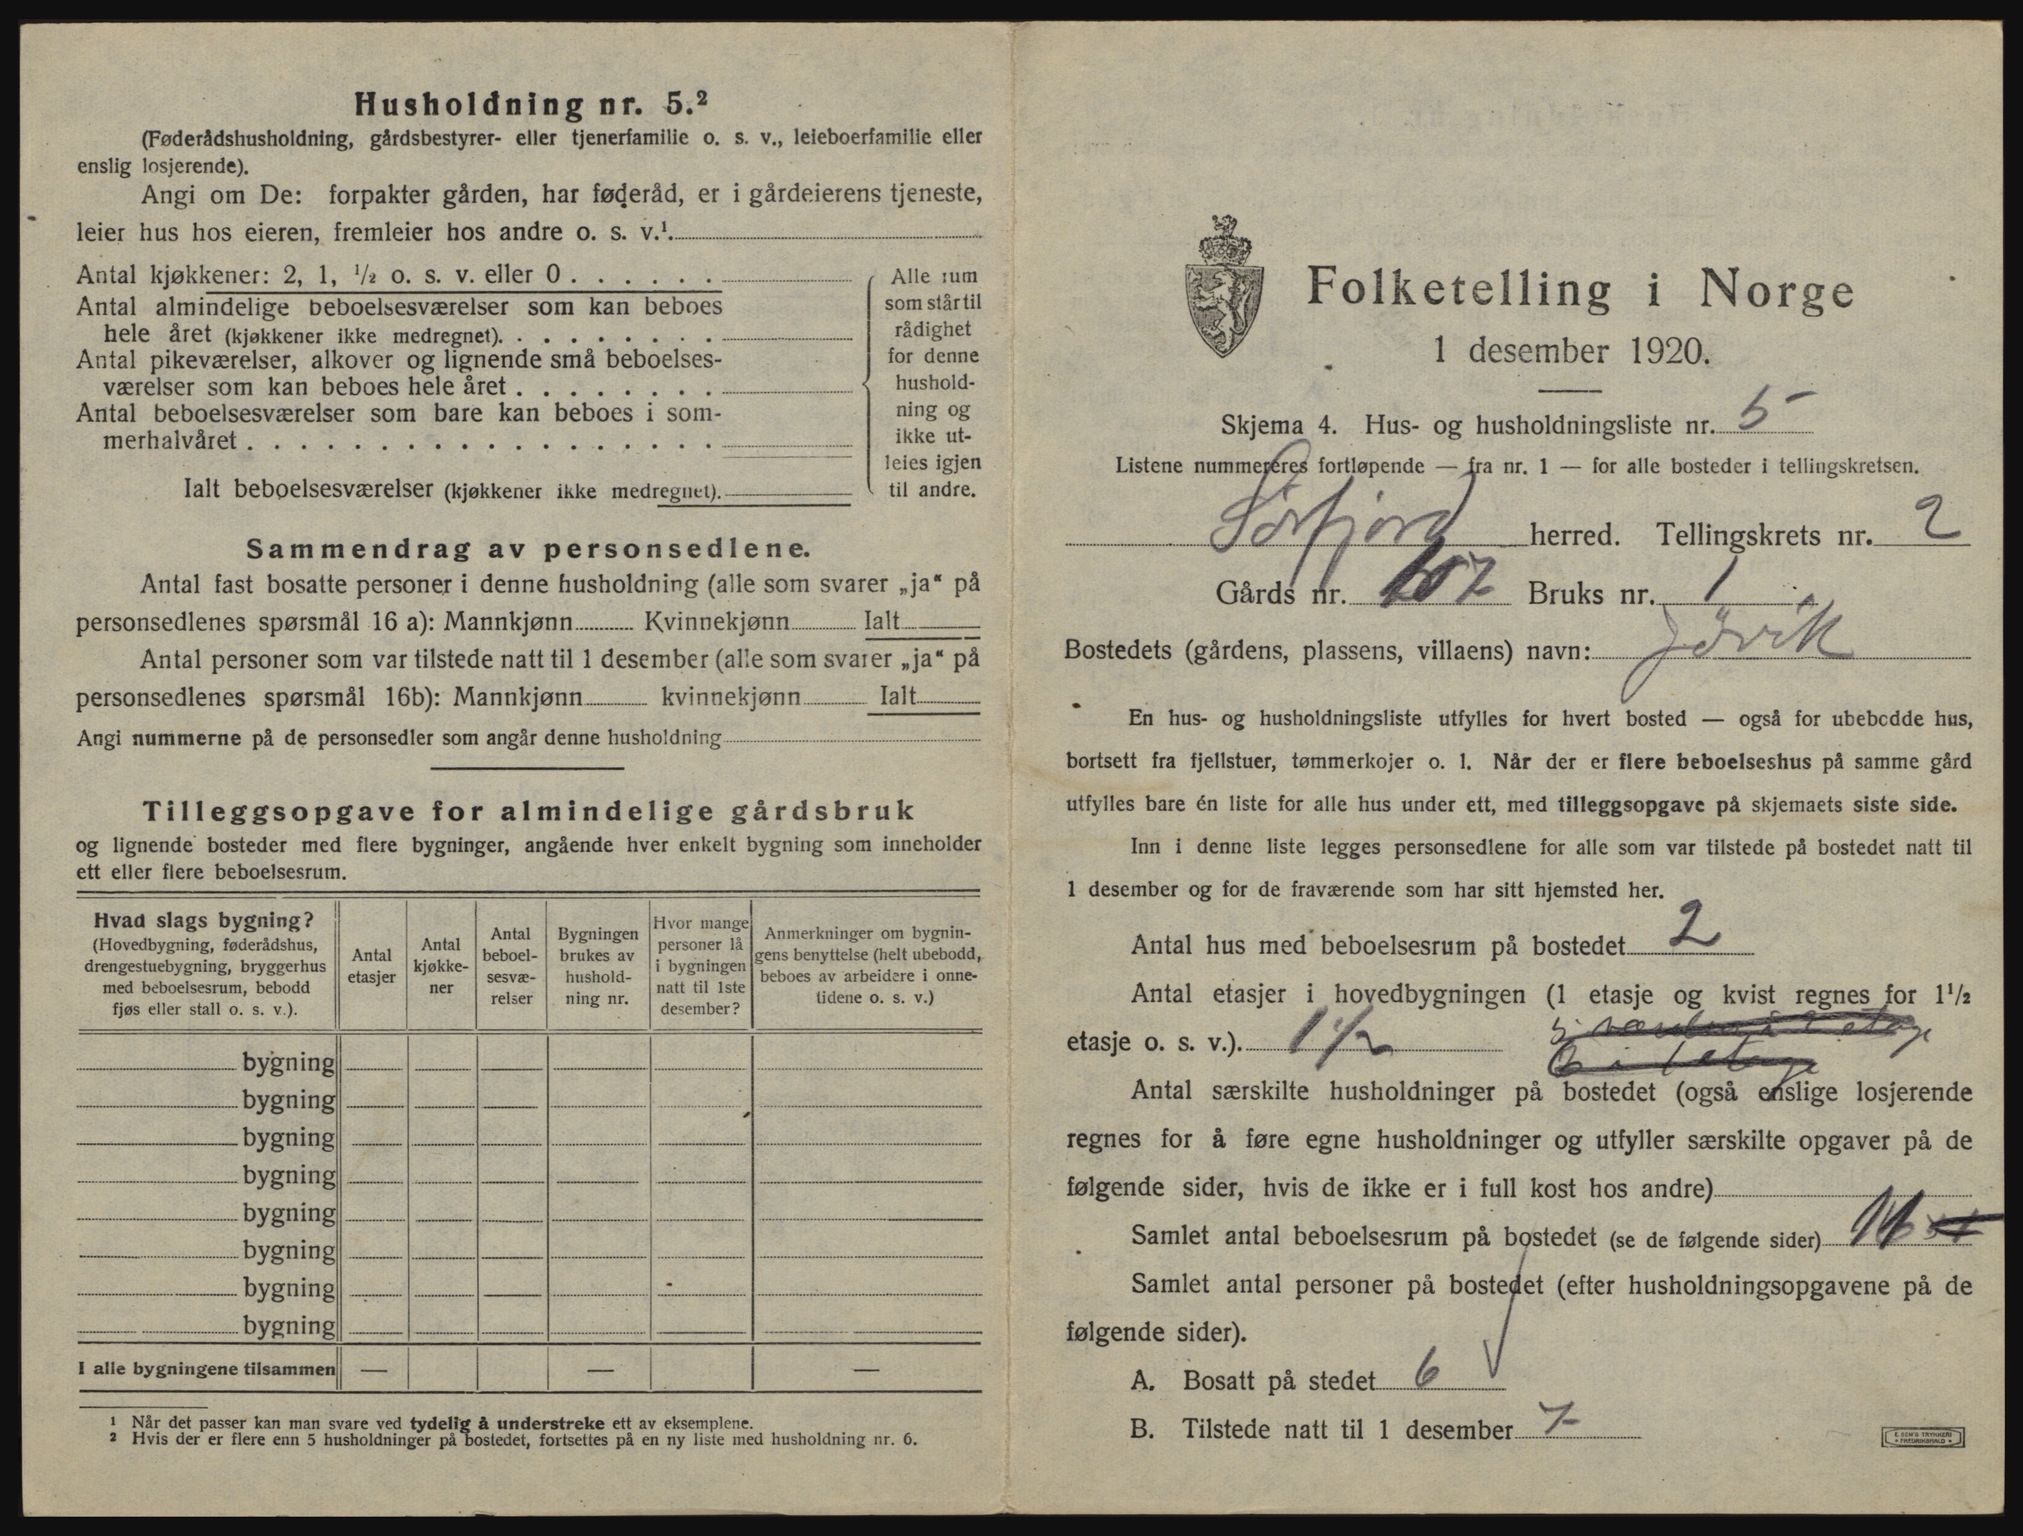 Husholdning nr. 5.²
(Føderådshusholdning, gårdsbestyrer- eller tjenerfamilie o. s. v., leieboerfamilie eller
enslig losjerende).
Angi om De: forpakter gården, har føderåd, er i gårdeierens tjeneste,
leier hus hos eieren, fremleier hos andre o. s. v.¹.
Antal kjøkkener: 2, 1, ½ o. s. v. eller 0 . . . . . .
Antal almindelige beboelsesværelser som kan beboes
hele året (kjøkkener ikke medregnet). . . . . . . . .
Antal pikeværelser, alkover og lignende små beboelses-
værelser som kan beboes hele året . . . . . . . .
Antal beboelsesværelser som bare kan beboes i som-
merhalvåret . . . . . . . . . . . . . . . . . .
Ialt beboelsesværelser (kjøkkener ikke medregnet).
Alle rum
som står til
rådighet
for denne
hushold-
ning og
ikke ut-
leies igjen
til andre.
Sammendrag av personsedlene.
Antal fast bosatte personer i denne husholdning (alle som svarer „ja“ på
personsedlenes spørsmål 16 a): Mannkjønn Kvinnekjønn Ialt
Antal personer som var tilstede natt til 1 desember (alle som svarer „ja“ på
personsedlenes spørsmål 16b): Mannkjønn kvinnekjønn Ialt
Angi nummerne på de personsedler som angår denne husholdning
Tilleggsopgave for almindelige gårdsbruk
og lignende bosteder med flere bygninger, angående hver enkelt bygning som inneholder
ett eller flere beboelsesrum.
Hvad slags bygning?
(Hovedbygning, føderådshus,
drengestuebygning, bryggerhus
med beboelsesrum, bebodd
fjøs eller stall o. s. v.).
Antal
etasjer
Antal
kjøkke-
ner
Antal
beboel-
sesvæ-
relser
Bygningen
brukes av
hushold-
ning nr.
Hvor mange
personer lå
i bygningen
natt til 1ste
desember?
Anmerkninger om bygnin-
gens benyttelse (helt ubebodd,
beboes av arbeidere i onne-
tidene o. s. v.)
bygning
bygning
bygning
bygning
bygning
bygning
bygning
bygning
I alle bygningene tilsammen — — —
¹ Når det passer kan man svare ved tydelig å understreke ett av eksemplene.
² Hvis der er flere enn 5 husholdninger på bostedet, fortsettes på en ny liste med husholdning nr. 6.
Folketelling i Norge
1 desember 1920.
Skjema 4. Hus- og husholdningsliste nr. 5
Listene nummereres fortløpende — fra nr. 1 — for alle bosteder i tellingskretsen.
Sørfjord herred. Tellingskrets nr. 2
Gårds nr. 107 Bruks nr. 1
Bostedets (gårdens, plassens, villaens) navn: Jøvik
En hus- og husholdningsliste utfylles for hvert bosted — også for ubebodde hus,
bortsett fra fjellstuer, tømmerkojer o. l. Når der er flere beboelseshus på samme gård
utfylles bare én liste for alle hus under ett, med tilleggsopgave på skjemaets siste side.
Inn i denne liste legges personsedlene for alle som var tilstede på bostedet natt til
1 desember og for de fraværende som har sitt hjemsted her.
Antal hus med beboelsesrum på bostedet 2
Antal etasjer i hovedbygningen (1 etasje og kvist regnes for 1½
etasje o. s. v.). 1½
Antal særskilte husholdninger på bostedet (også enslige losjerende
regnes for å føre egne husholdninger og utfyller særskilte opgaver på de
følgende sider, hvis de ikke er i full kost hos andre)
Samlet antal beboelsesrum på bostedet (se de følgende sider)
Samlet antal personer på bostedet (efter husholdningsopgavene på de
følgende sider).
A. Bosatt på stedet 6
B. Tilstede natt til 1 desember 7